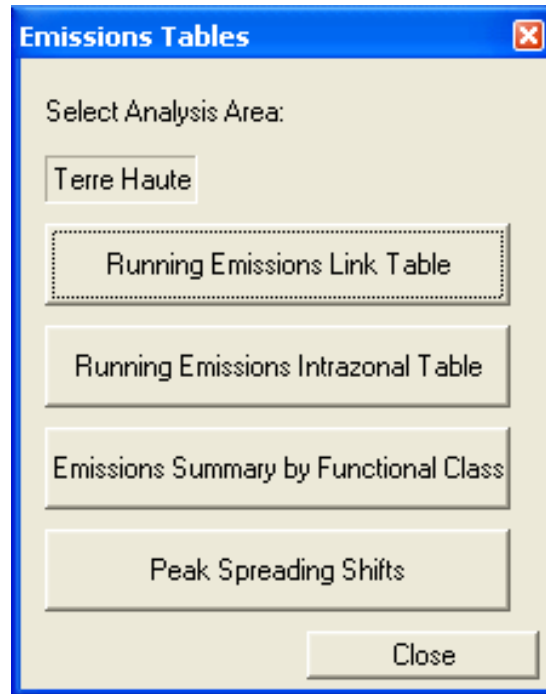 Emissions Tables
Select Analysis Area:
Terre Haute
Running Emissions Link Table
Running Emissions Intrazonal Table
Emissions Summary by Functional Class
Peak Spreading Shifts
Close